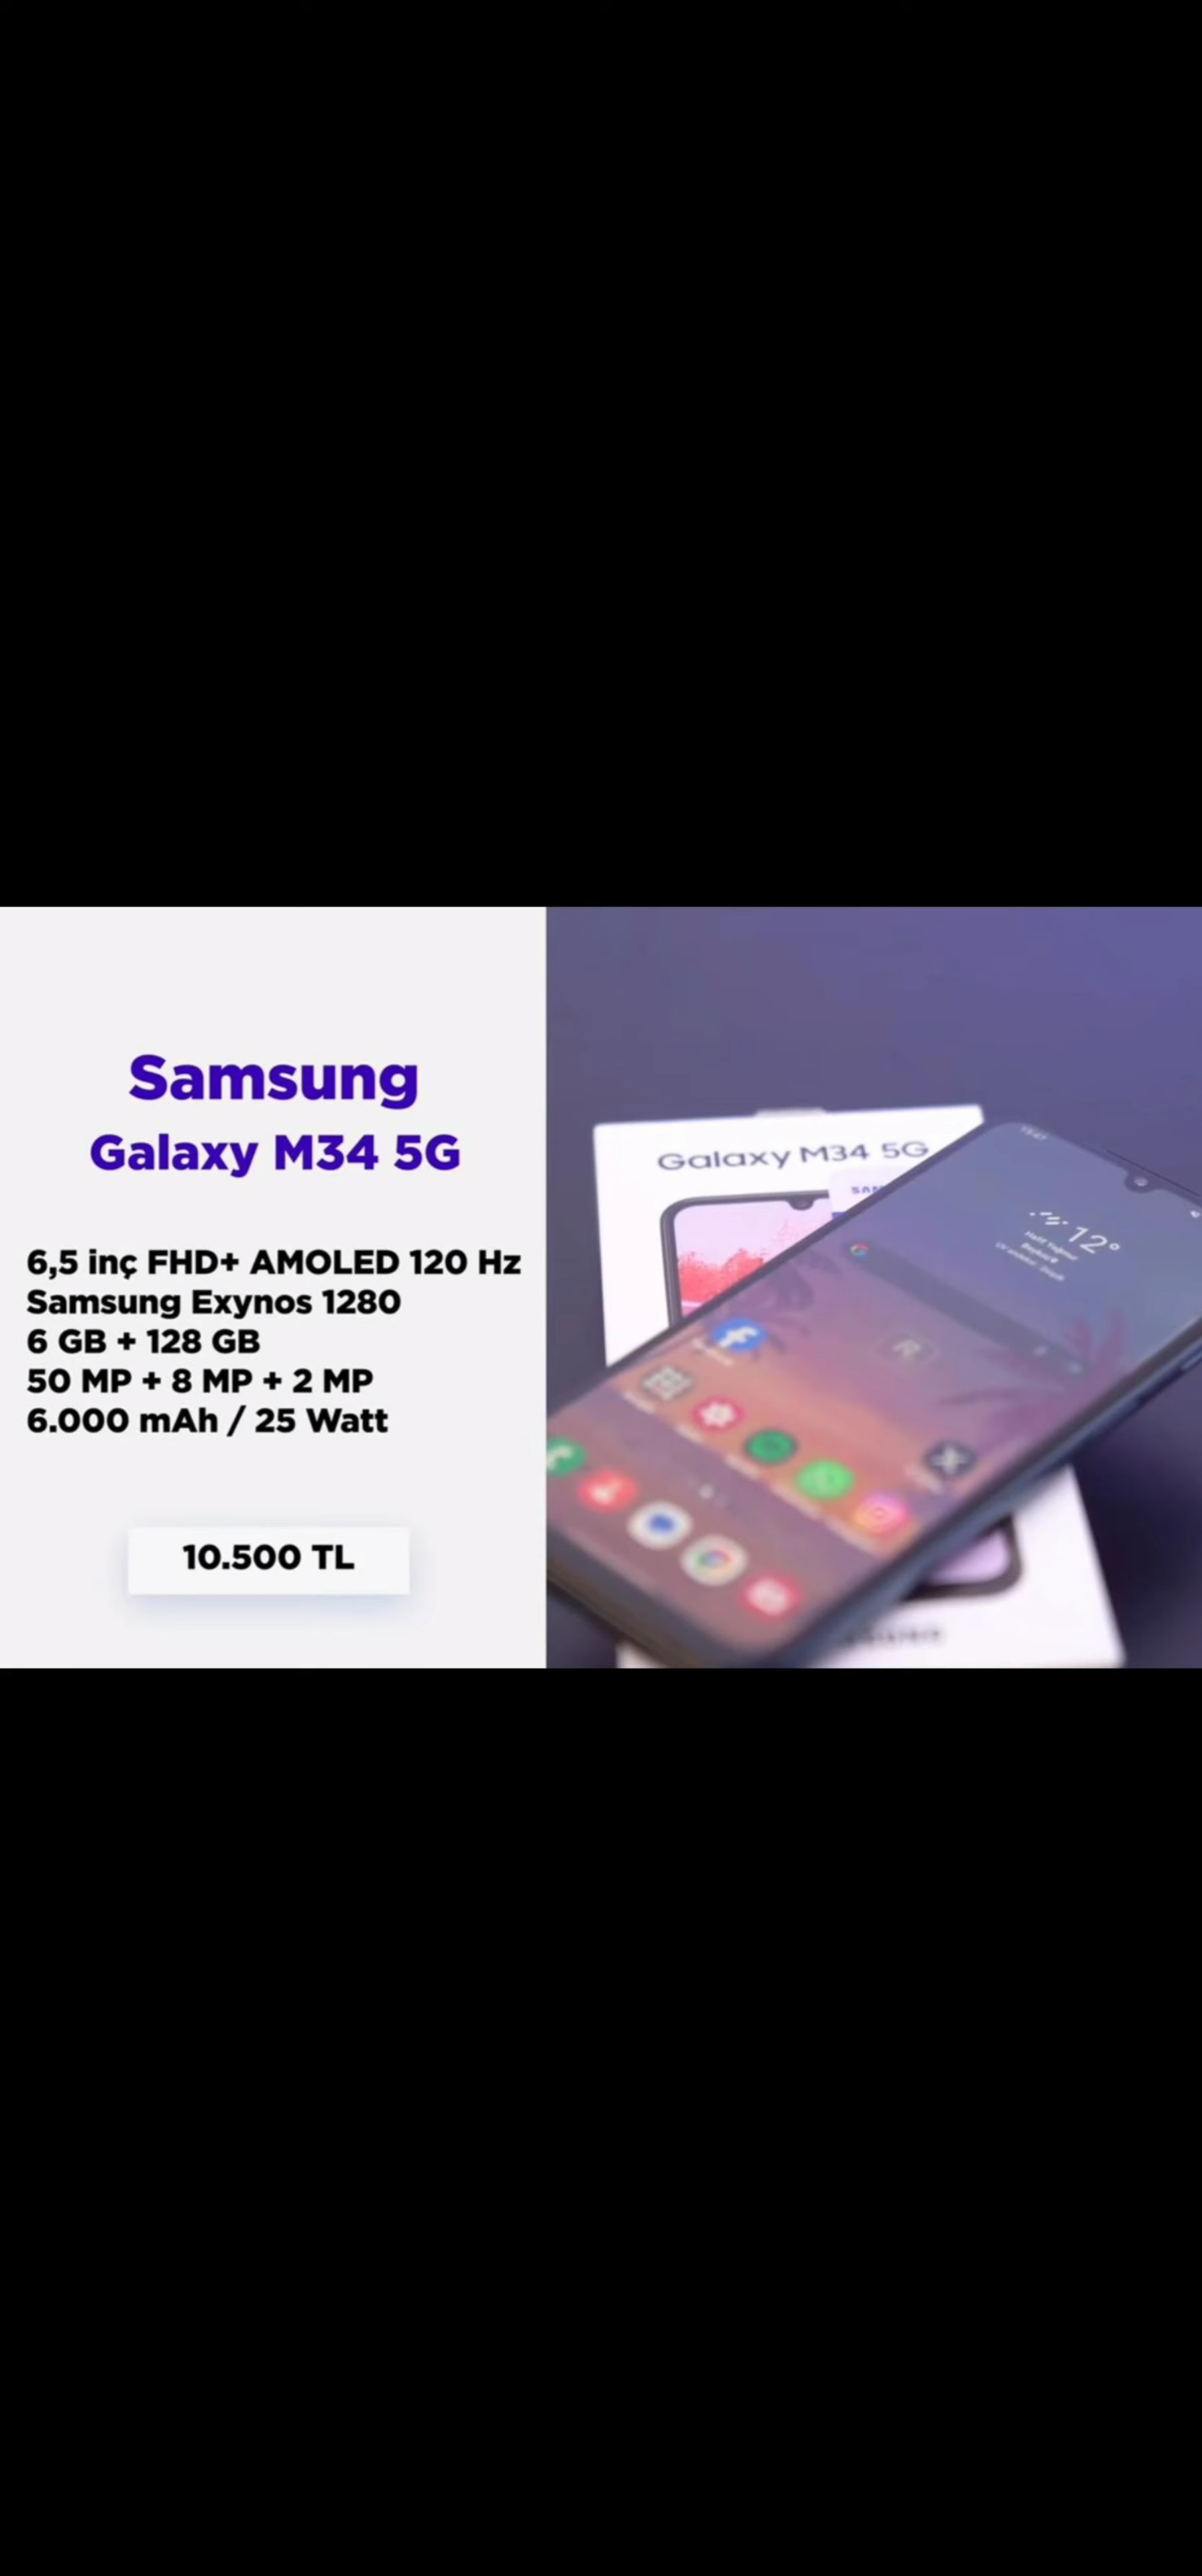 Samsung
Galaxy M34 5G
6,5 inç FHD+ AMOLED 120 Hz
Samsung Exynos 1280
6 GB + 128 GB
50 MP + 8 MP + 2 MP
6.000 mAh / 25 Watt
10.500 TL
Galaxy M34 5G
12°